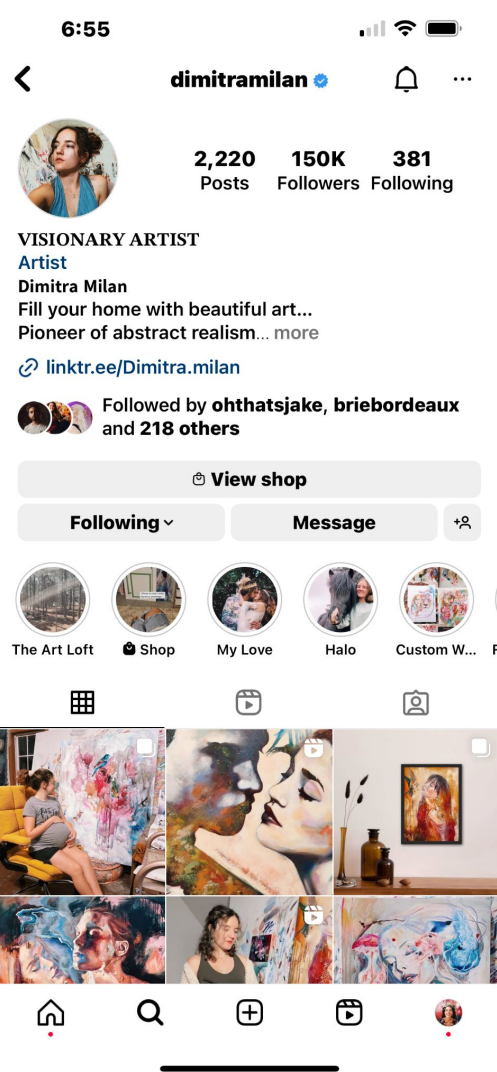 6:55
dimitramilan
2,220 150K 381
Posts Followers Following
VISIONARY ARTIST
Artist
Dimitra Milan
Fill your home with beautiful art...
Pioneer of abstract realism... more
linktr.ee/Dimitra.milan
Followed by ohthatsjake, briebordeaux
and 218 others
View shop
Following Message
The Art Loft Shop My Love Halo Custom W...